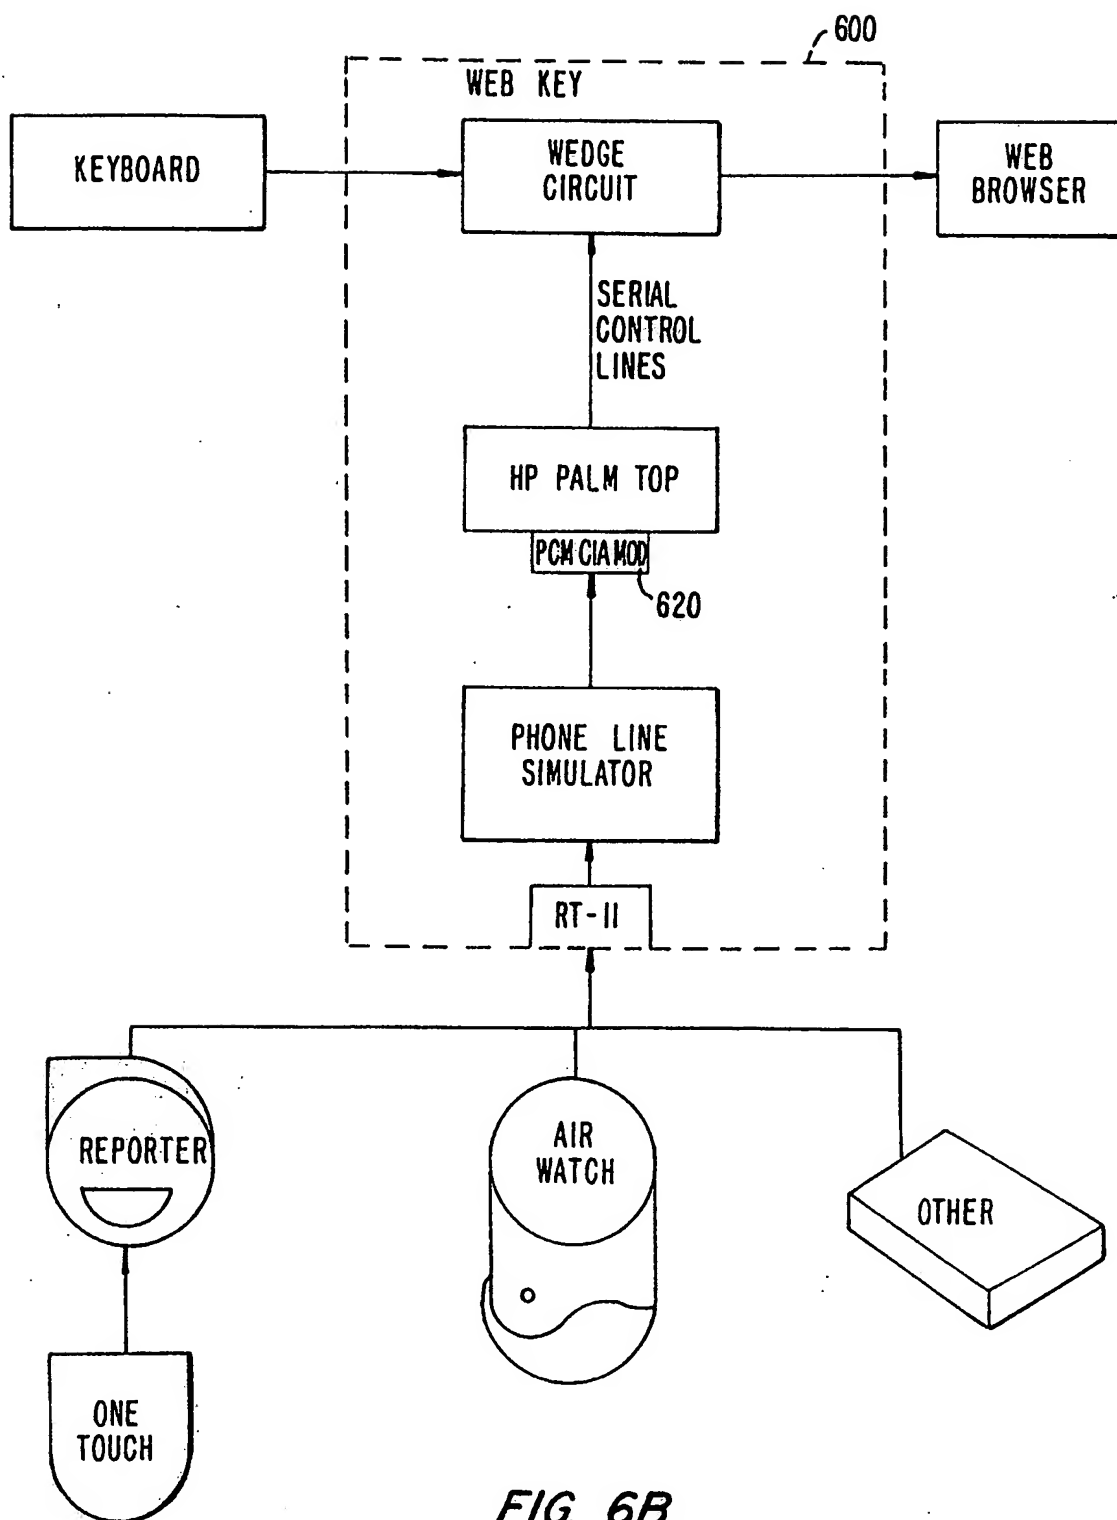 600
WEB KEY
KEYBOARD
WEDGE
CIRCUIT
WEB
BROWSER
SERIAL
CONTROL
LINES
HP PALM TOP
PCMCIA MOD
620
PHONE LINE
SIMULATOR
RT-11
REPORTER
AIR
WATCH
OTHER
ONE
TOUCH
FIG 6B